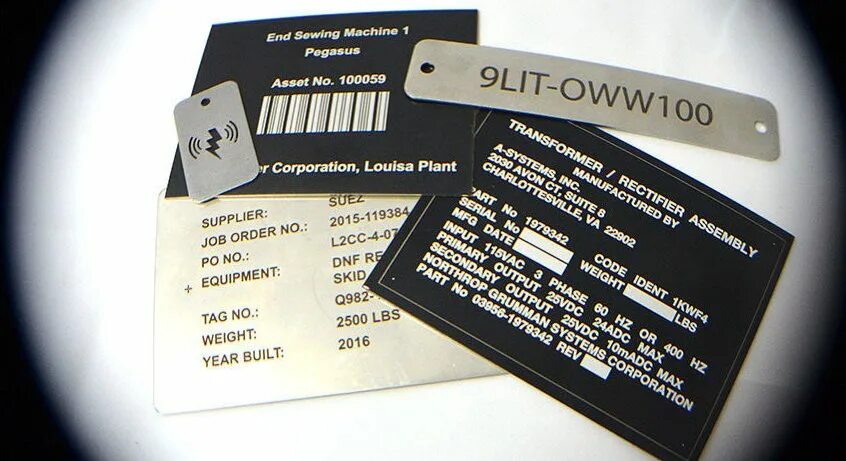 End Sewing Machine 1
Pegasus
Asset No. 100059
Corporation, Louisa Plant
9LIT-OWW100
TRANSFORMER / RECTIFIER ASSEMBLY
MANUFACTURED BY
A-SYSTEMS, INC.
2030 AVON CT, SUITE 8
CHARLOTTESVILLE, VA 22902
PART No 1979342
SERIAL No CODE IDENT 1KWF4
MFG DATE WEIGHT LBS
INPUT 115VAC 3 PHASE 60 HZ OR 400 HZ
PRIMARY OUTPUT 25VDC 24ADC MAX
SECONDARY OUTPUT 25VDC 10mADC MAX
NORTHROP GRUMMAN SYSTEMS CORPORATION
PART No 03956-1979342 REV
SUPPLIER: SUEZ
JOB ORDER NO.: 2015-119384
PO NO.: L2CC-4-07
EQUIPMENT: DNF RE
SKID
TAG NO.: Q982-
WEIGHT: 2500 LBS
YEAR BUILT: 2016